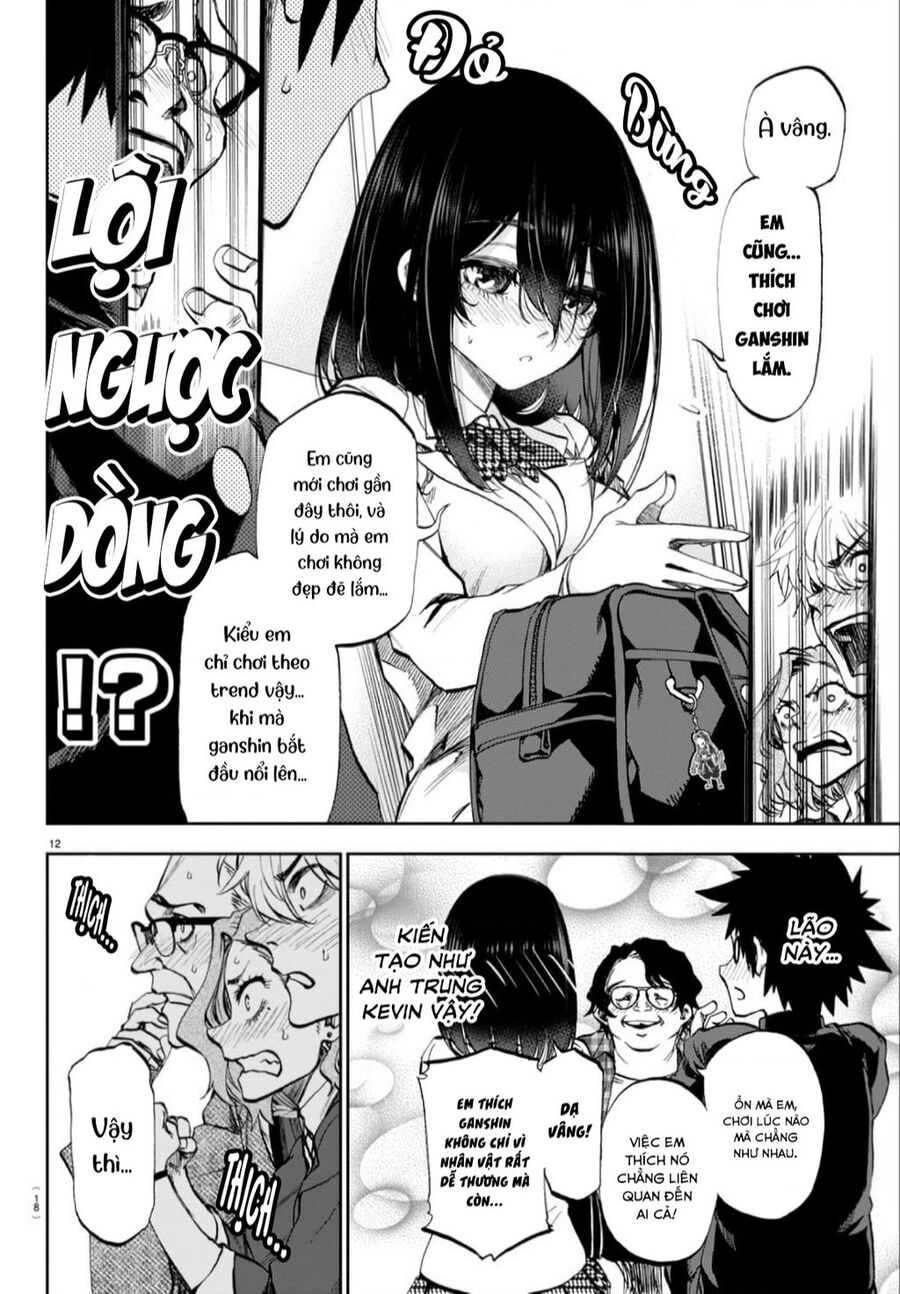 Đỏ
Bừng
À vâng.
EM
CŨNG...
THÍCH
CHƠI
GANSHIN
LẮM.
Em cũng
mới chơi gần
đây thôi, và
lý do mà em
chơi không
đẹp đẽ lắm...
Kiểu em
chỉ chơi theo
trend vậy...
khi mà
ganshin bắt
đầu nổi lên...
LỘI
NGƯỢC
DÒNG
!?
12
LÃO
NÀY...
KIẾN
TẠO NHƯ
ANH TRUNG
KEVIN VẬY!
ỔN MÀ EM,
CHƠI LÚC NÀO
MÀ CHẲNG
NHƯ NHAU.
VIỆC EM
THÍCH NÓ
CHẲNG LIÊN
QUAN ĐẾN
AI CẢ!
DẠ
VÂNG!
EM THÍCH
GANSHIN
KHÔNG CHỈ VÌ
NHÂN VẬT RẤT
DỄ THƯƠNG MÀ
CÒN...
THỊCH...
Vậy
thì...
THỊCH...
(18)